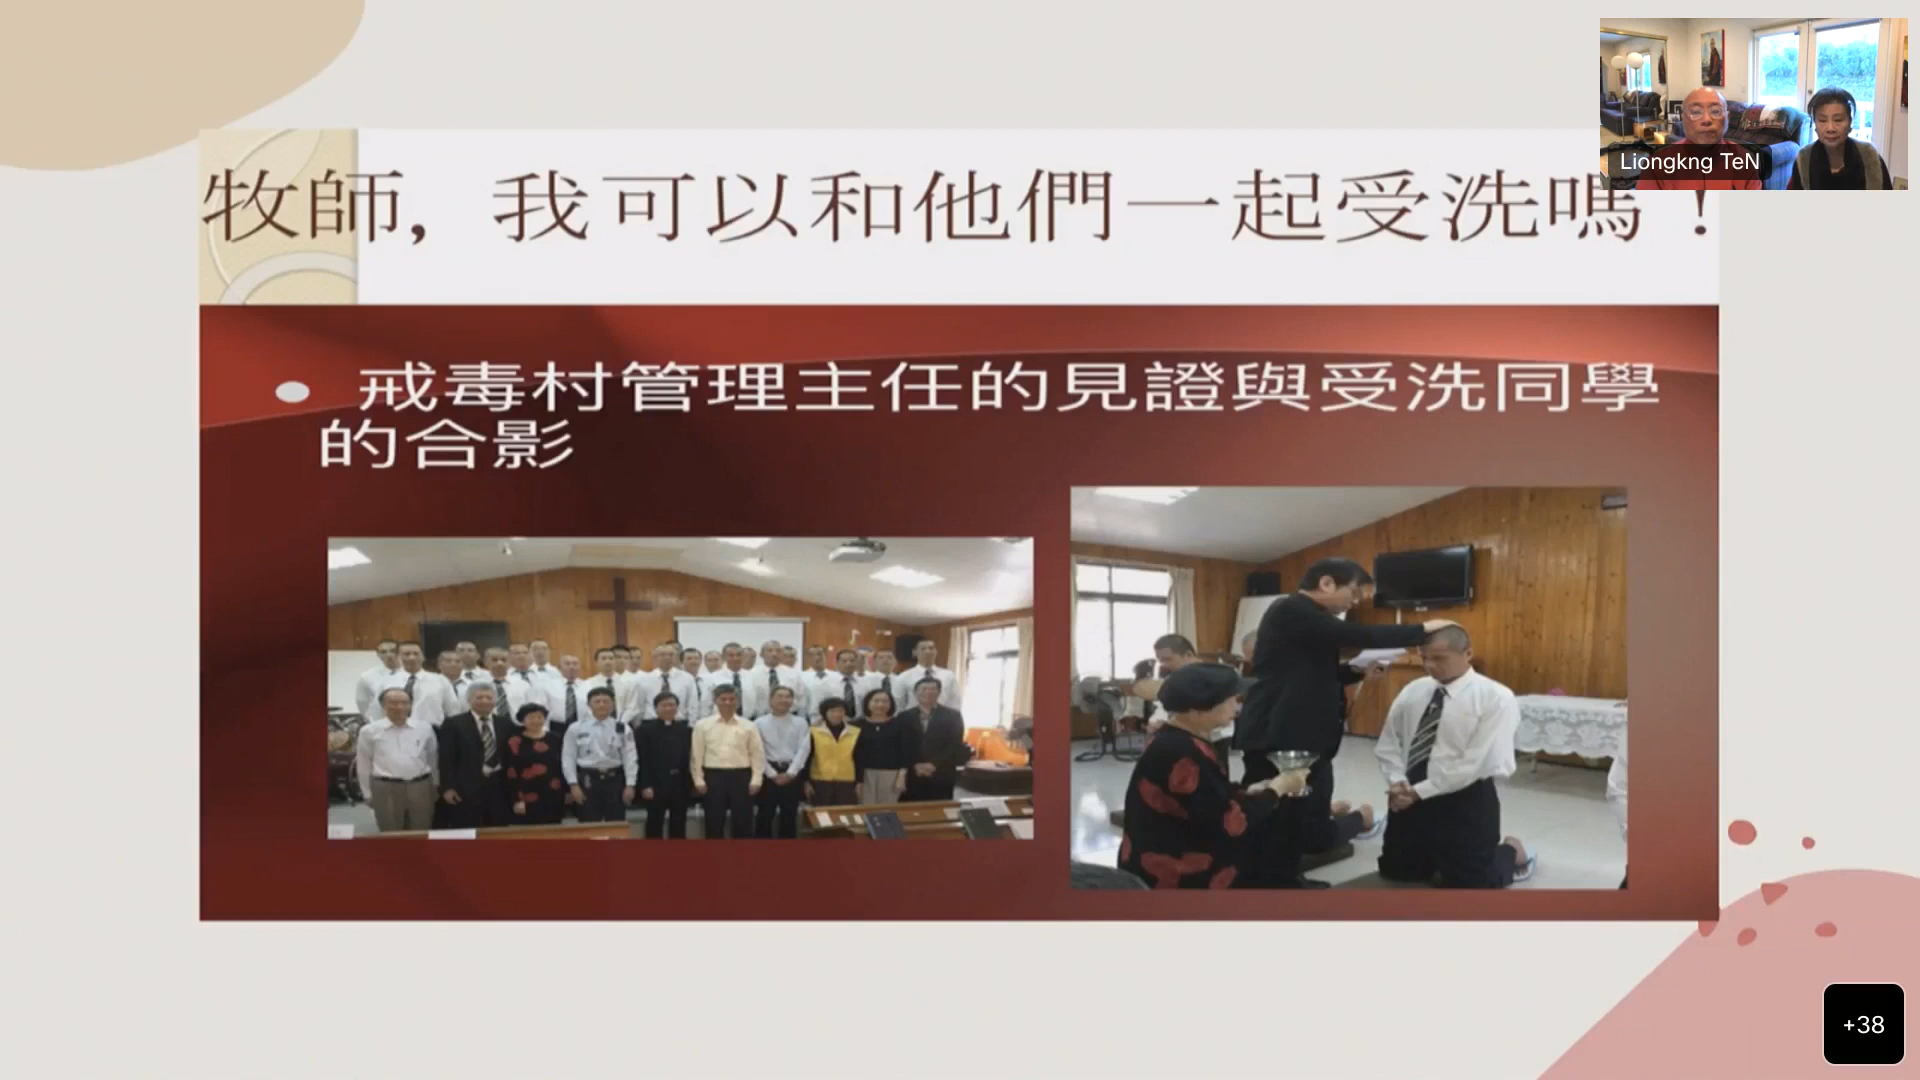 牧師, 我可以和他們一起受洗嗎！
戒毒村管理主任的見證與受洗同學
的合影
Liongkng TeN
+38